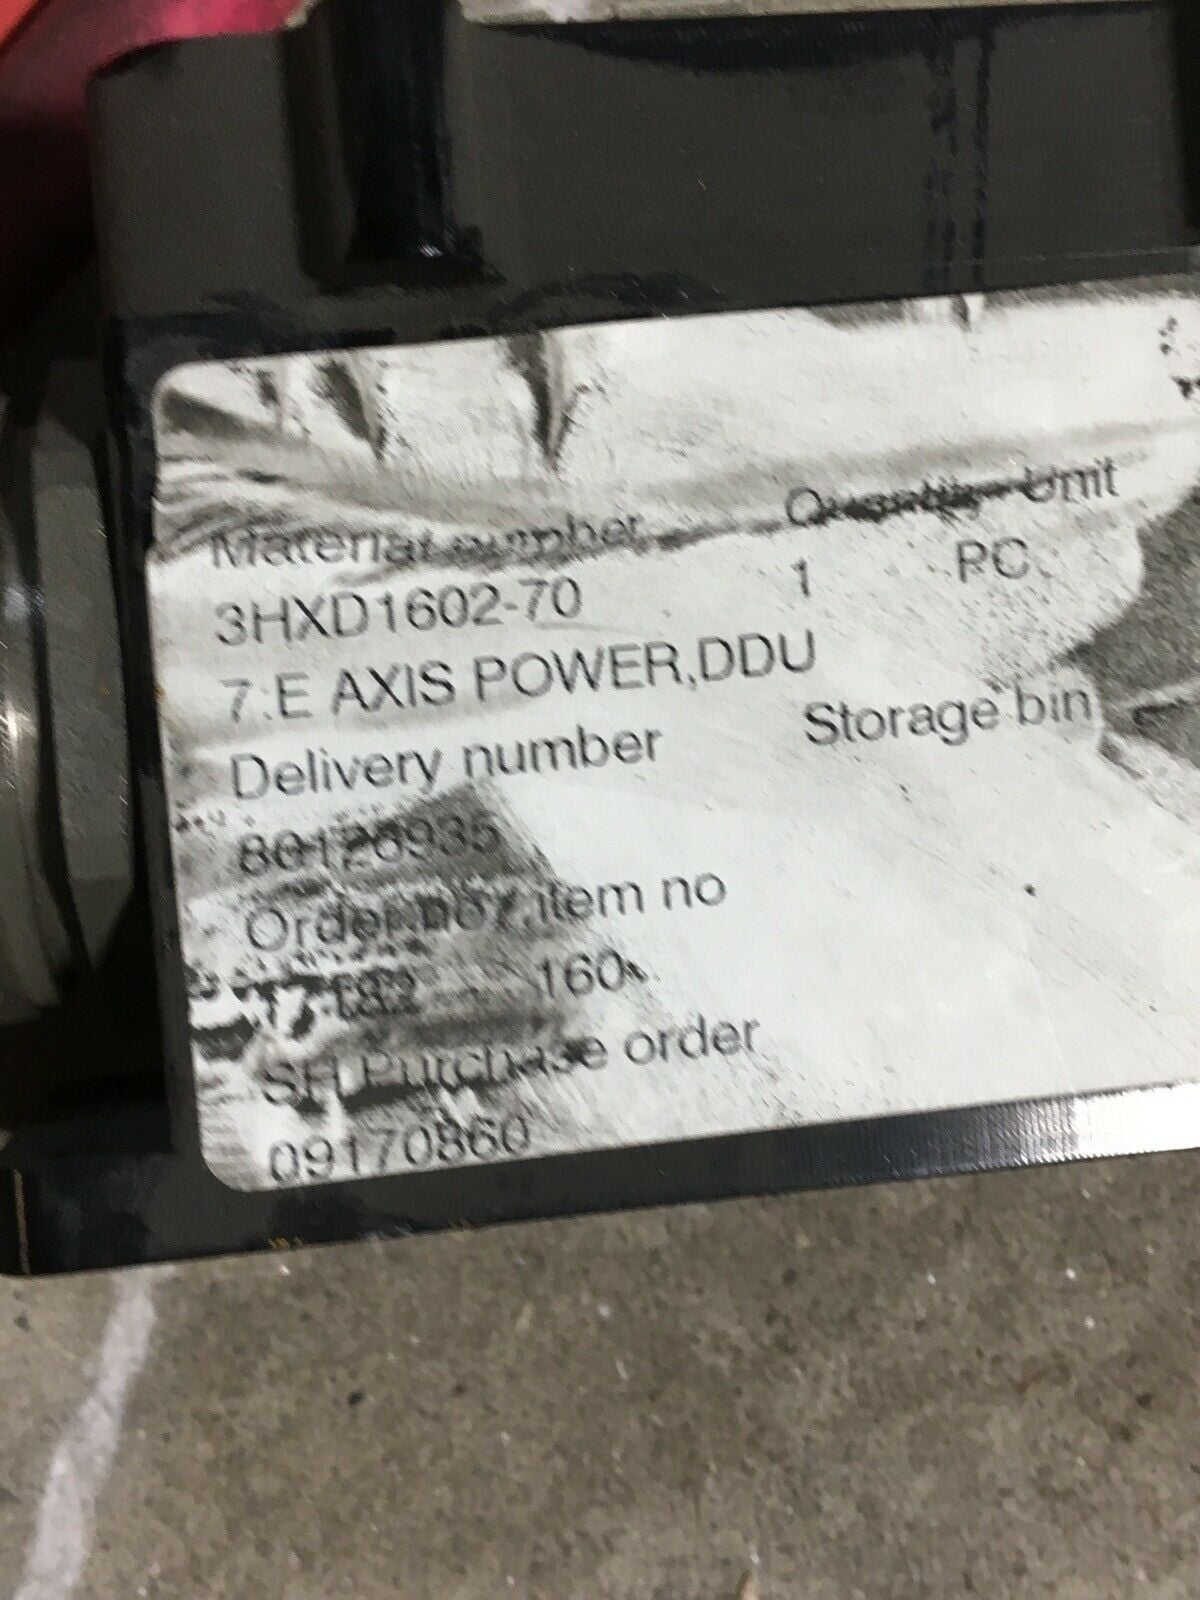 Material number Quantity Unit
3HXD1602-70 1 PC
7:E AXIS POWER,DDU
Delivery number Storage bin
80126935
Order no/ item no
160
SH Purchase order
09170860